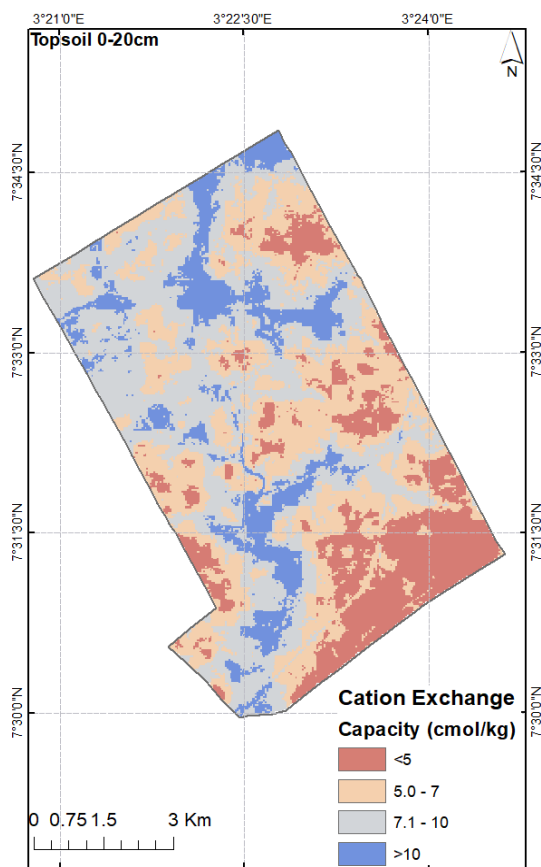 3°21'0"E 3°22'30"E 3°24'0"E
Topsoil 0-20cm
N
7°34'30"N 7°34'30"N
7°33'0"N 7°33'0"N
7°31'30"N 7°31'30"N
7°30'0"N 7°30'0"N
Cation Exchange
Capacity (cmol/kg)
<5
5.0 - 7
7.1 - 10
>10
0 0.75 1.5 3 Km